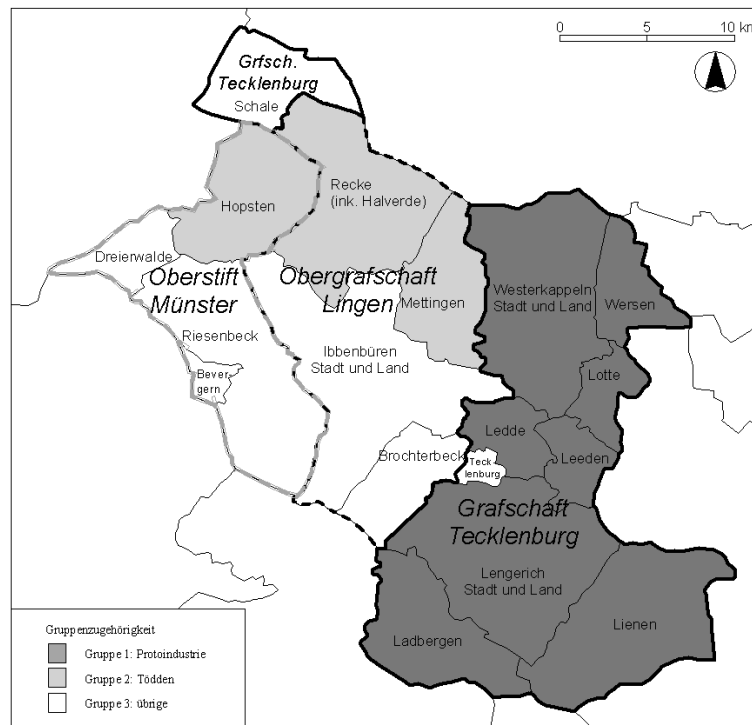 0 5 10 km
Grfsch.
Tecklenburg
Schale
Recke
(ink. Halverde)
Hopsten
Dreierwalde
Oberstift
Münster
Obergrafschaft
Lingen
Mettingen
Westerkappeln
Stadt und Land
Wersen
Riesenbeck
Ibbenbüren
Stadt und Land
Bever-
gern
Lotte
Ledde
Brochterbeck
Teck-
lenburg
Leeden
Grafschaft
Tecklenburg
Lengerich
Stadt und Land
Lienen
Ladbergen
Gruppenzugehörigkeit
Gruppe 1: Protoindustrie
Gruppe 2: Tödden
Gruppe 3: übrige